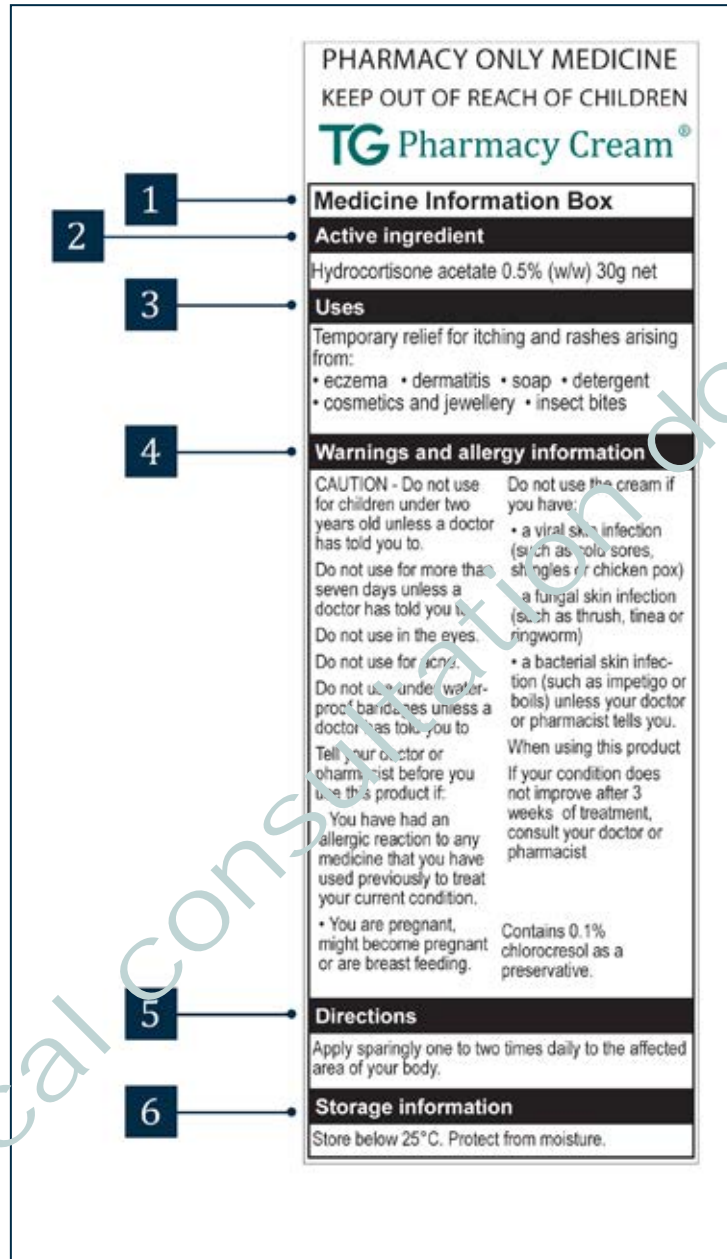 PHARMACY ONLY MEDICINE
KEEP OUT OF REACH OF CHILDREN
TG Pharmacy Cream®
1
Medicine Information Box
2
Active ingredient
Hydrocortisone acetate 0.5% (w/w) 30g net
3
Uses
Temporary relief for itching and rashes arising
from:
• eczema • dermatitis • soap • detergent
• cosmetics and jewellery • insect bites
4
Warnings and allergy information
CAUTION - Do not use
for children under two
years old unless a doctor
has told you to.
Do not use for more than
seven days unless a
doctor has told you to
Do not use in the eyes.
Do not use for acne.
Do not use under water-
proof bandages unless a
doctor has told you to
Tell your doctor or
pharmacist before you
use this product if:
You have had an
allergic reaction to any
medicine that you have
used previously to treat
your current condition.
• You are pregnant,
might become pregnant
or are breast feeding.
Do not use the cream if
you have:
• a viral skin infection
(such as cold sores,
shingles or chicken pox)
a fungal skin infection
(such as thrush, tinea or
ringworm)
• a bacterial skin infec-
tion (such as impetigo or
boils) unless your doctor
or pharmacist tells you.
When using this product
If your condition does
not improve after 3
weeks of treatment,
consult your doctor or
pharmacist
Contains 0.1%
chlorocresol as a
preservative.
5
Directions
Apply sparingly one to two times daily to the affected
area of your body.
6
Storage information
Store below 25°C. Protect from moisture.
consultation